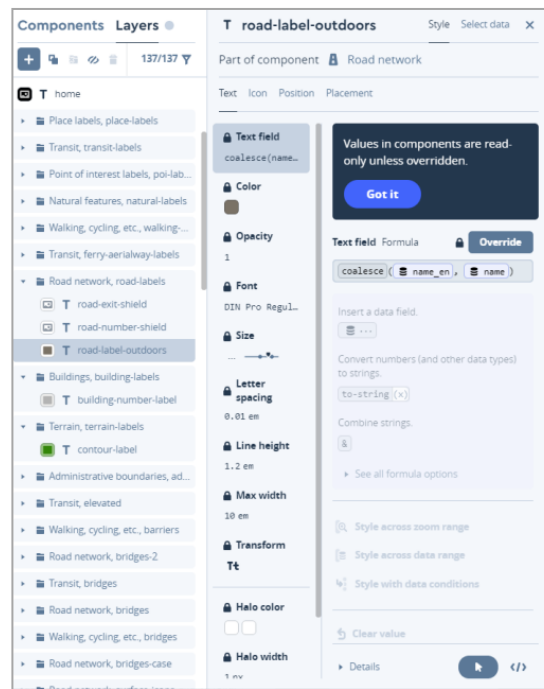 Components Layers
137/137
T home
Place labels, place-labels
Transit, transit-labels
Point of interest labels, poi-lab...
Natural features, natural-labels
Walking, cycling, etc., walking-...
Transit, ferry-aerialway-labels
Road network, road-labels
T road-exit-shield
T road-number-shield
T road-label-outdoors
Buildings, building-labels
T building-number-label
Terrain, terrain-labels
T contour-label
Administrative boundaries, ad...
Transit, elevated
Walking, cycling, etc., barriers
Road network, bridges-2
Transit, bridges
Road network, bridges
Walking, cycling, etc., bridges
Road network, bridges-case
T road-label-outdoors Style Select data
Part of component Road network
Text Icon Position Placement
Text field
coalesce(name...
Color
Opacity
1
Font
DIN Pro Regul...
Size
...
Letter
spacing
0.01 em
Line height
1.2 em
Max width
10 em
Transform
Tt
Halo color
Halo width
Values in components are read-
only unless overridden.
Got it
Text field Formula Override
coalesce ( name_en , name )
Insert a data field.
...
Convert numbers (and other data types)
to strings.
to-string (x)
Combine strings.
&
See all formula options
Style across zoom range
Style across data range
Style with data conditions
Clear value
Details </>